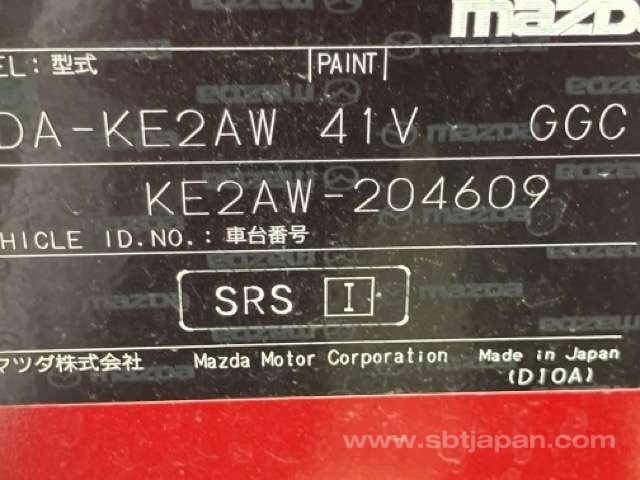 mazda
EL : 型式 PAINT
DA-KE2AW 41V GGC
KE2AW-204609
HICLE ID.NO.: 車台番号
SRS I
マツダ株式会社 Mazda Motor Corporation Made in Japan
(D10A)
www.sbtjapan.com